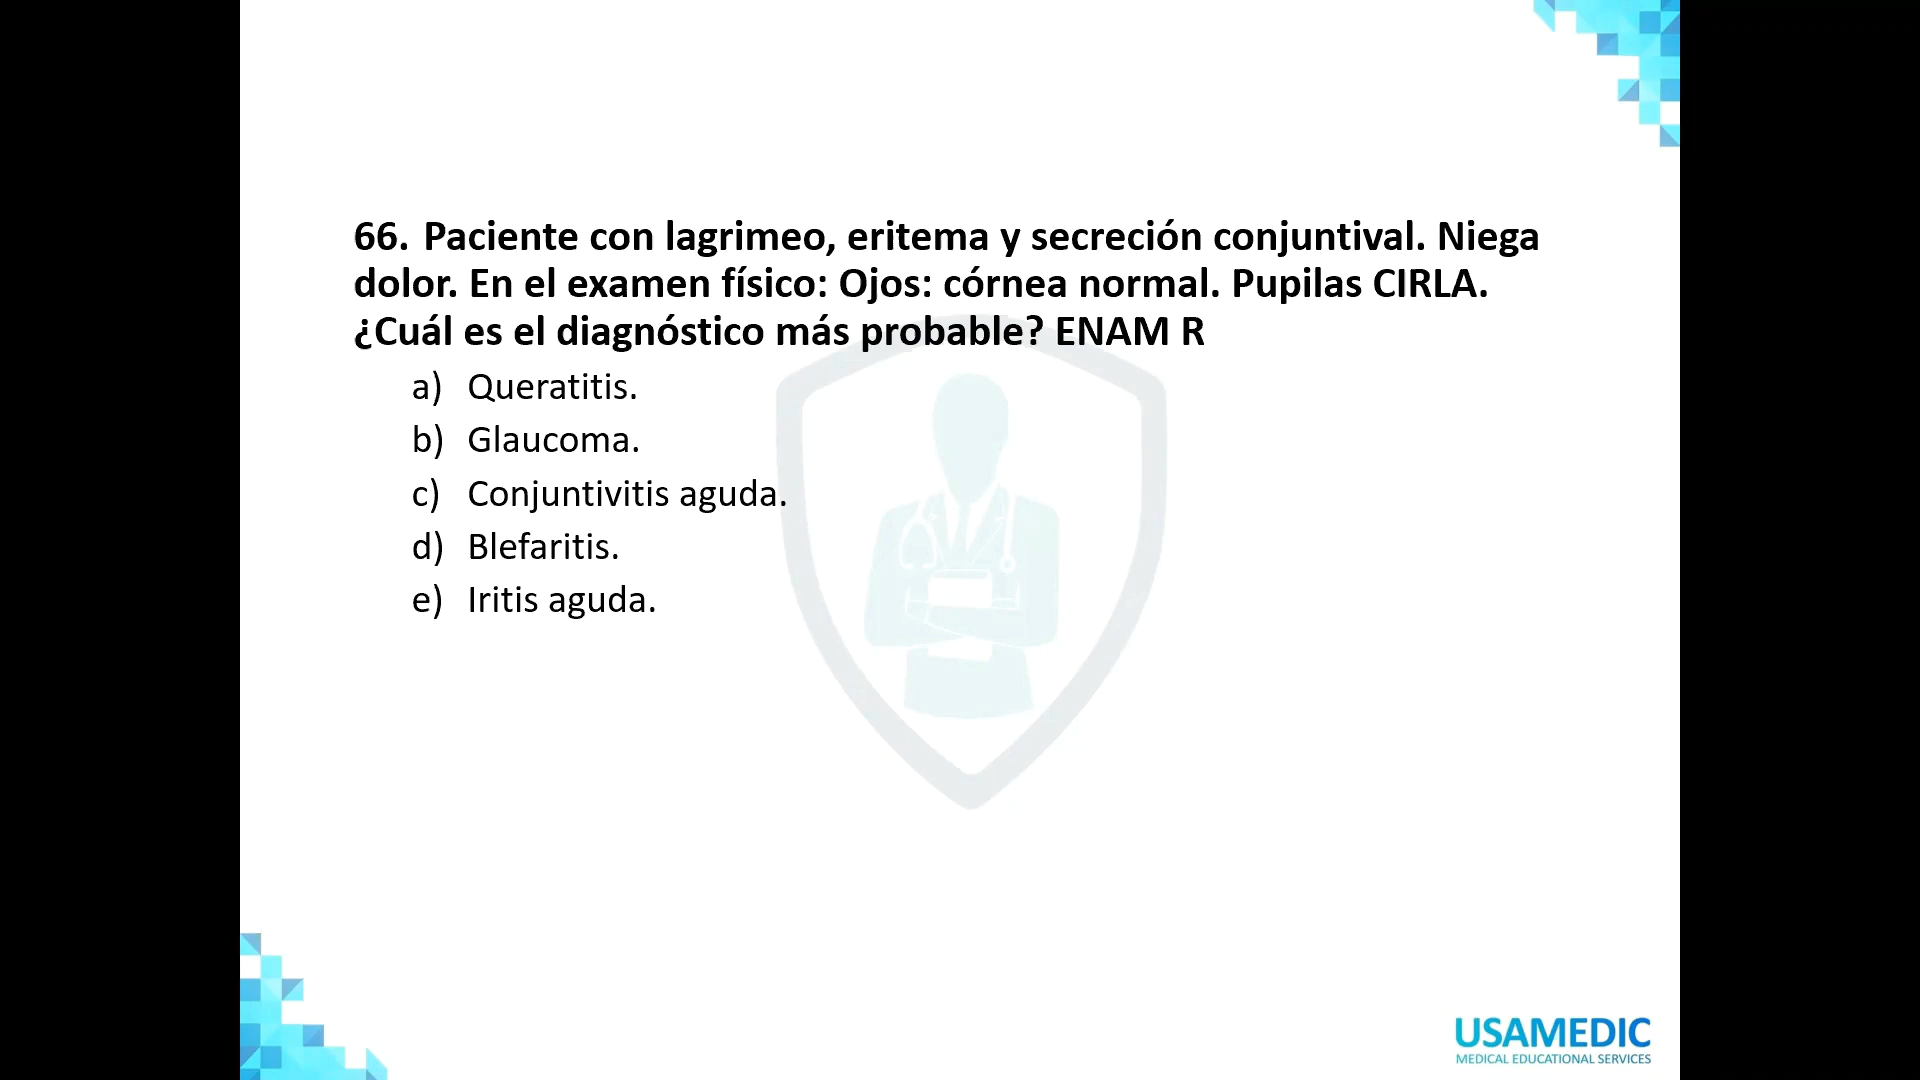 66. Paciente con lagrimeo, eritema y secreción conjuntival. Niega
dolor. En el examen físico: Ojos: córnea normal. Pupilas CIRLA.
¿Cuál es el diagnóstico más probable? ENAM R
a) Queratitis.
b) Glaucoma.
c) Conjuntivitis aguda.
d) Blefaritis.
e) Iritis aguda.
USAMEDIC
MEDICAL EDUCATIONAL SERVICES